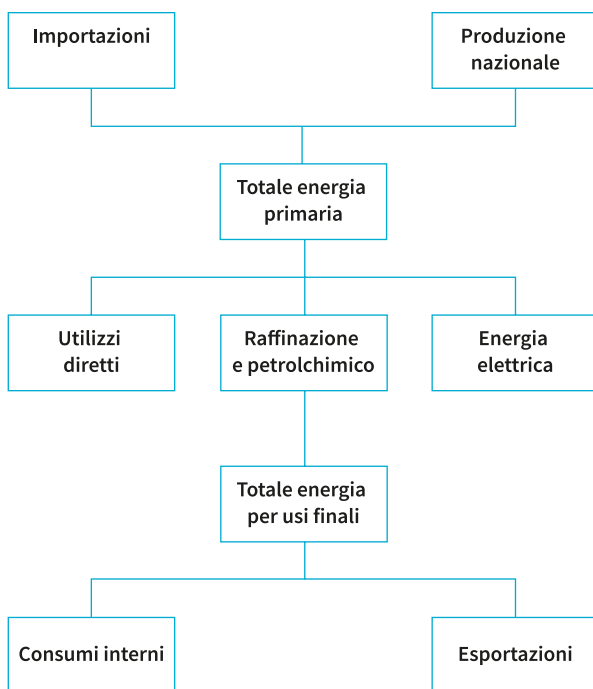 Importazioni
Produzione
nazionale
Totale energia
primaria
Utilizzi
diretti
Raffinazione
e petrolchimico
Energia
elettrica
Totale energia
per usi finali
Consumi interni
Esportazioni